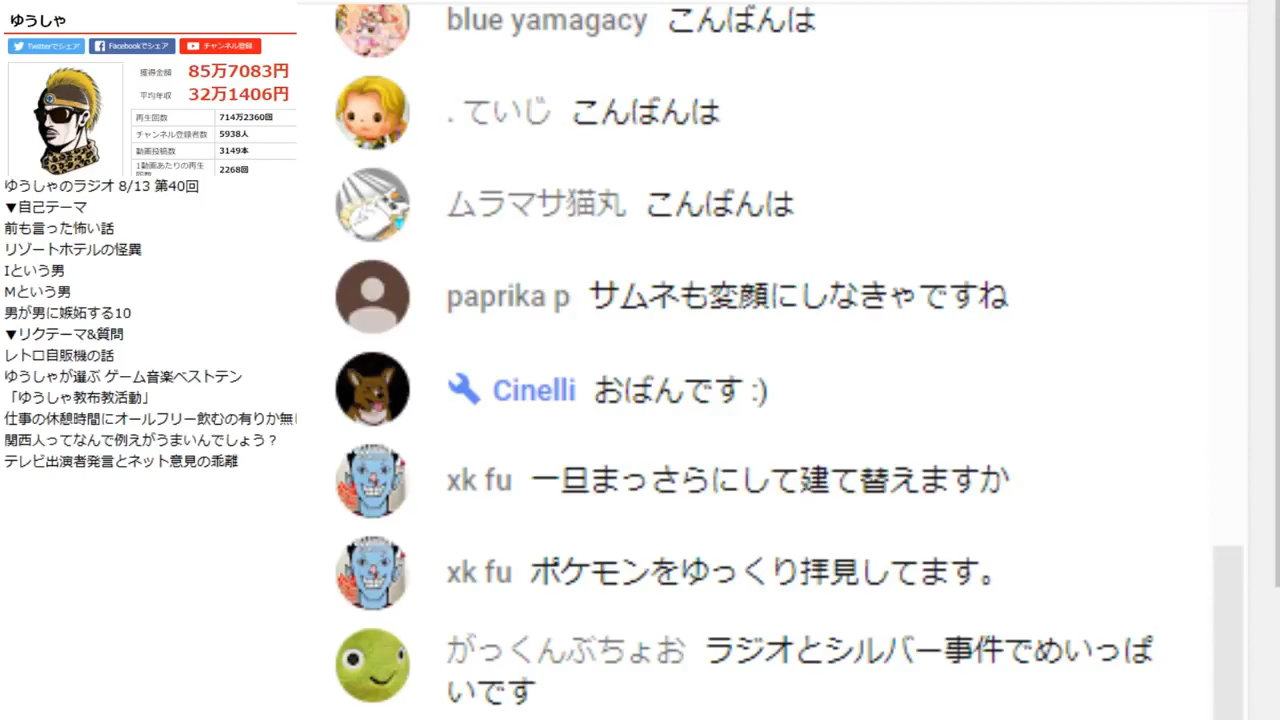 ゆうしゃ
Twitterでシェア
Facebookでシェア
チャンネル登録
獲得金額 85万7083円
平均年収 32万1406円
再生回数 714万2360回
チャンネル登録者数 5938人
動画投稿数 3149本
1動画あたりの再生 2268回
ゆうしゃのラジオ 8/13 第40回
▼自己テーマ
前も言った怖い話
リゾートホテルの怪異
Iという男
Mという男
男が男に嫉妬する10
▼リクテーマ&質問
レトロ自販機の話
ゆうしゃが選ぶ ゲーム音楽ベストテン
「ゆうしゃ教布教活動」
仕事の休憩時間にオールフリー飲むの有りか無し
関西人ってなんで例えがうまいんでしょう？
テレビ出演者発言とネット意見の乖離
blue yamagacy こんばんは
. ていじ こんばんは
ムラマサ猫丸 こんばんは
paprika p サムネも変顔にしなきゃですね
Cinelli おばんです :)
xk fu 一旦まっさらにして建て替えますか
xk fu ポケモンをゆっくり拝見してます。
がっくんぶちょお ラジオとシルバー事件でめいっぱ
いです